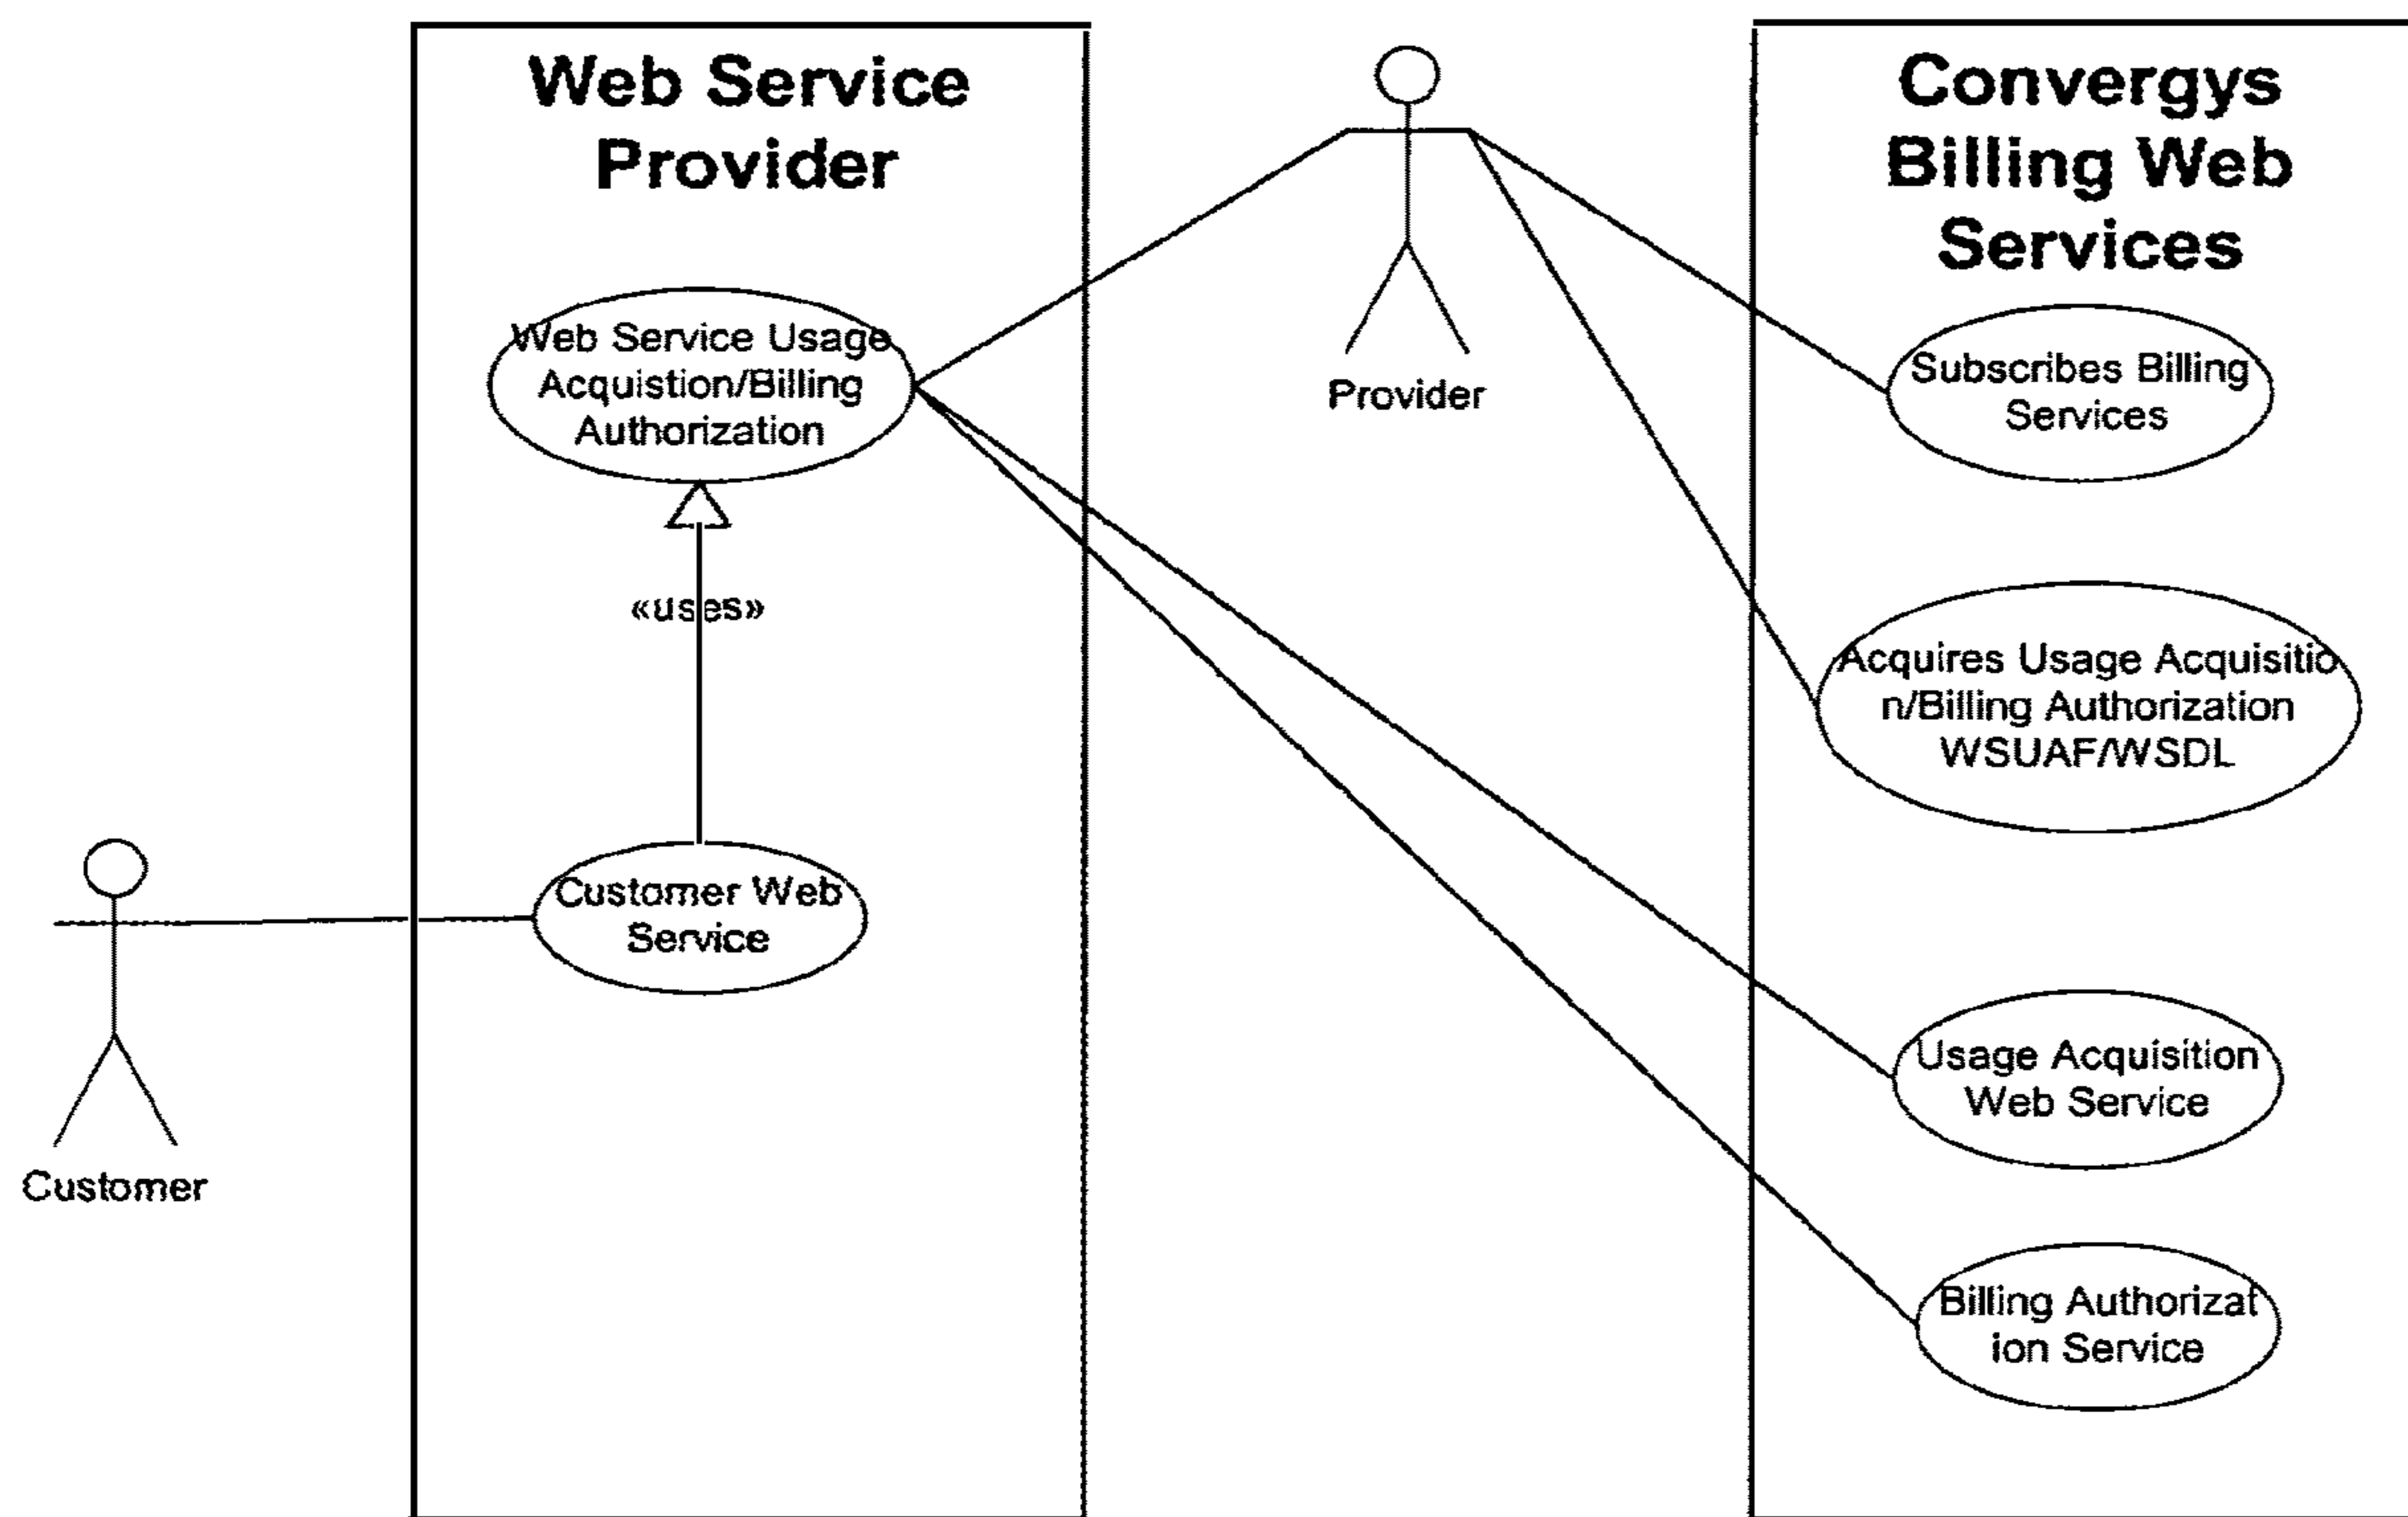 Web Service
Provider
Web Service Usage
Acquistion/Billing
Authorization
«uses»
Customer Web
Service
Customer
Provider
Convergys
Billing Web
Services
Subscribes Billing
Services
Acquires Usage Acquisitio
n/Billing Authorization
WSUAF/WSDL
Usage Acquisition
Web Service
Billing Authorizat
ion Service